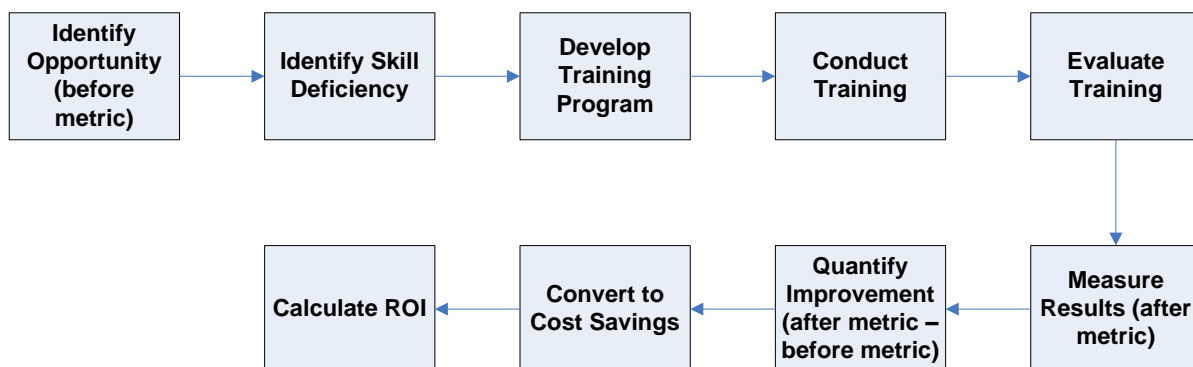 Identify
Opportunity
(before
metric)
Identify Skill
Deficiency
Develop
Training
Program
Conduct
Training
Evaluate
Training
Measure
Results (after
metric)
Quantify
Improvement
(after metric –
before metric)
Convert to
Cost Savings
Calculate ROI